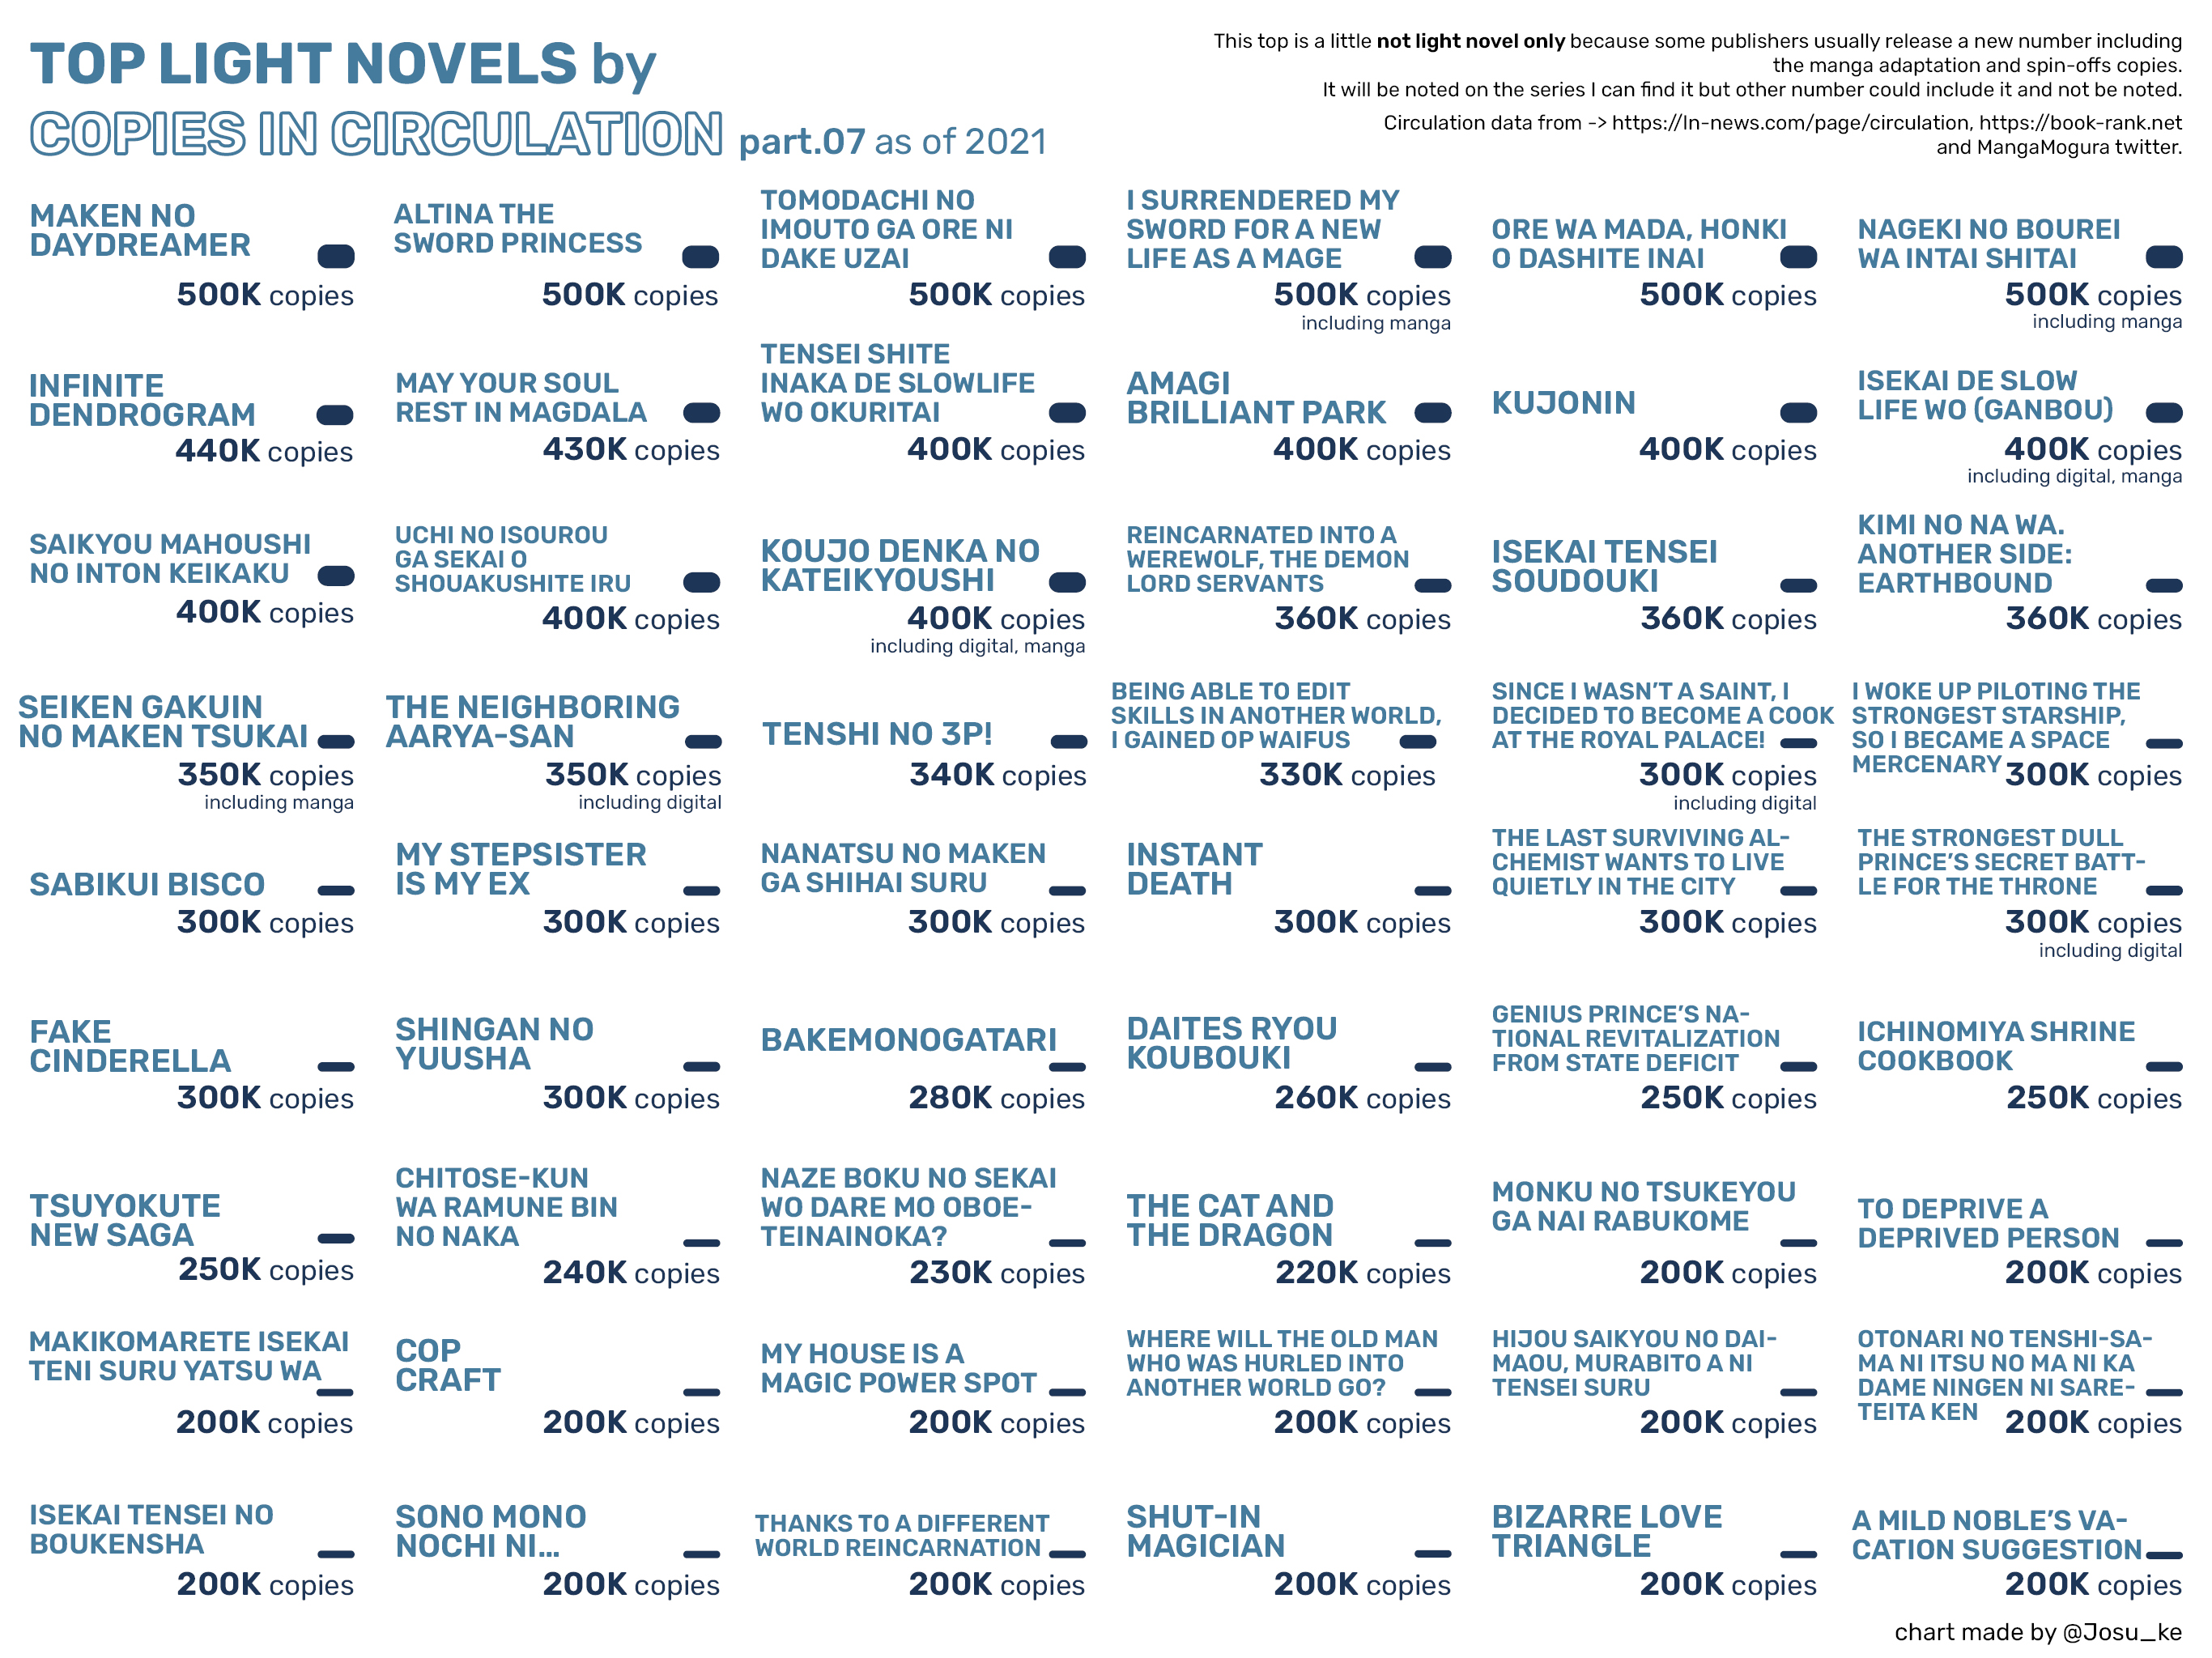 TOP LIGHT NOVELS by
COPIES IN CIRCULATION part.07 as of 2021
This top is a little not light novel only because some publishers usually release a new number including
the manga adaptation and spin-offs copies.
It will be noted on the series I can find it but other number could include it and not be noted.
Circulation data from -> https://ln-news.com/page/circulation, https://book-rank.net
and MangaMogura twitter.
MAKEN NO
DAYDREAMER
500K copies
ALTINA THE
SWORD PRINCESS
500K copies
TOMODACHI NO
IMOUTO GA ORE NI
DAKE UZAI
500K copies
I SURRENDERED MY
SWORD FOR A NEW
LIFE AS A MAGE
500K copies
including manga
ORE WA MADA, HONKI
O DASHITE INAI
500K copies
NAGEKI NO BOUREI
WA INTAI SHITAI
500K copies
including manga
INFINITE
DENDROGRAM
440K copies
MAY YOUR SOUL
REST IN MAGDALA
430K copies
TENSEI SHITE
INAKA DE SLOWLIFE
WO OKURITAI
400K copies
AMAGI
BRILLIANT PARK
400K copies
KUJONIN
400K copies
ISEKAI DE SLOW
LIFE WO (GANBOU)
400K copies
including digital, manga
SAIKYOU MAHOUSHI
NO INTON KEIKAKU
400K copies
UCHI NO ISOUROU
GA SEKAI O
SHOUAKUSHITE IRU
400K copies
KOUJO DENKA NO
KATEIKYOUSHI
400K copies
including digital, manga
REINCARNATED INTO A
WEREWOLF, THE DEMON
LORD SERVANTS
360K copies
ISEKAI TENSEI
SOUDOUKI
360K copies
KIMI NO NA WA.
ANOTHER SIDE:
EARTHBOUND
360K copies
SEIKEN GAKUIN
NO MAKEN TSUKAI
350K copies
including manga
THE NEIGHBORING
AARYA-SAN
350K copies
including digital
TENSHI NO 3P!
340K copies
BEING ABLE TO EDIT
SKILLS IN ANOTHER WORLD,
I GAINED OP WAIFUS
330K copies
SINCE I WASN'T A SAINT, I
DECIDED TO BECOME A COOK
AT THE ROYAL PALACE!
300K copies
including digital
I WOKE UP PILOTING THE
STRONGEST STARSHIP,
SO I BECAME A SPACE
MERCENARY
300K copies
SABIKUI BISCO
300K copies
MY STEPSISTER
IS MY EX
300K copies
NANATSU NO MAKEN
GA SHIHAI SURU
300K copies
INSTANT
DEATH
300K copies
THE LAST SURVIVING AL-
CHEMIST WANTS TO LIVE
QUIETLY IN THE CITY
300K copies
THE STRONGEST DULL
PRINCE'S SECRET BATT-
LE FOR THE THRONE
300K copies
including digital
FAKE
CINDERELLA
300K copies
SHINGAN NO
YUUSHA
300K copies
BAKEMONOGATARI
280K copies
DAITES RYOU
KOUBOUKI
260K copies
GENIUS PRINCE'S NA-
TIONAL REVITALIZATION
FROM STATE DEFICIT
250K copies
ICHINOMIYA SHRINE
COOKBOOK
250K copies
TSUYOKUTE
NEW SAGA
250K copies
CHITOSE-KUN
WA RAMUNE BIN
NO NAKA
240K copies
NAZE BOKU NO SEKAI
WO DARE MO OBOE-
TEINAINOKA?
230K copies
THE CAT AND
THE DRAGON
220K copies
MONKU NO TSUKEYOU
GA NAI RABUKOME
200K copies
TO DEPRIVE A
DEPRIVED PERSON
200K copies
MAKIKOMARETE ISEKAI
TENI SURU YATSU WA
200K copies
COP
CRAFT
200K copies
MY HOUSE IS A
MAGIC POWER SPOT
200K copies
WHERE WILL THE OLD MAN
WHO WAS HURLED INTO
ANOTHER WORLD GO?
200K copies
HIJOU SAIKYOU NO DAI-
MAOU, MURABITO A NI
TENSEI SURU
200K copies
OTONARI NO TENSHI-SA-
MA NI ITSU NO MA NI KA
DAME NINGEN NI SARE-
TEITA KEN
200K copies
ISEKAI TENSEI NO
BOUKENSHA
200K copies
SONO MONO
NOCHI NI...
200K copies
THANKS TO A DIFFERENT
WORLD REINCARNATION
200K copies
SHUT-IN
MAGICIAN
200K copies
BIZARRE LOVE
TRIANGLE
200K copies
A MILD NOBLE'S VA-
CATION SUGGESTION
200K copies
chart made by @Josu_ke